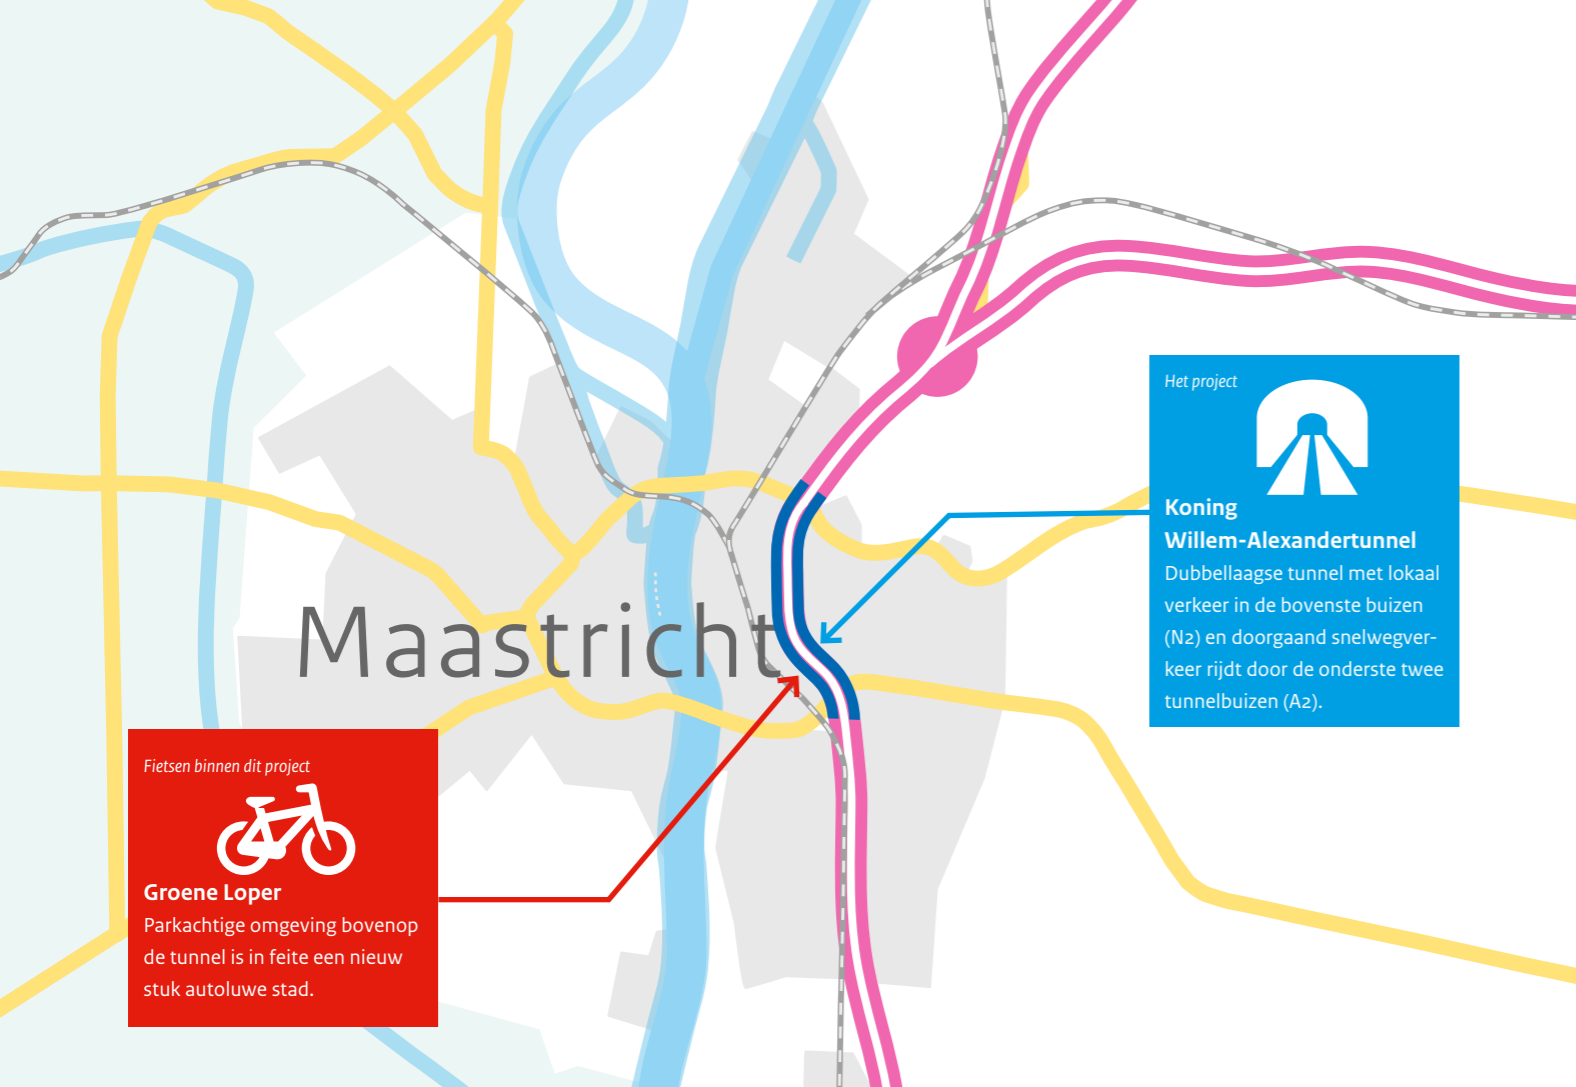 Het project
Koning
Willem-Alexandertunnel
Dubbellaagse tunnel met lokaal
verkeer in de bovenste buizen
(N2) en doorgaand snelwegver-
keer rijdt door de onderste twee
tunnelbuizen (A2).
Maastricht
Fietsen binnen dit project
Groene Loper
Parkachtige omgeving bovenop
de tunnel is in feite een nieuw
stuk autoluwe stad.